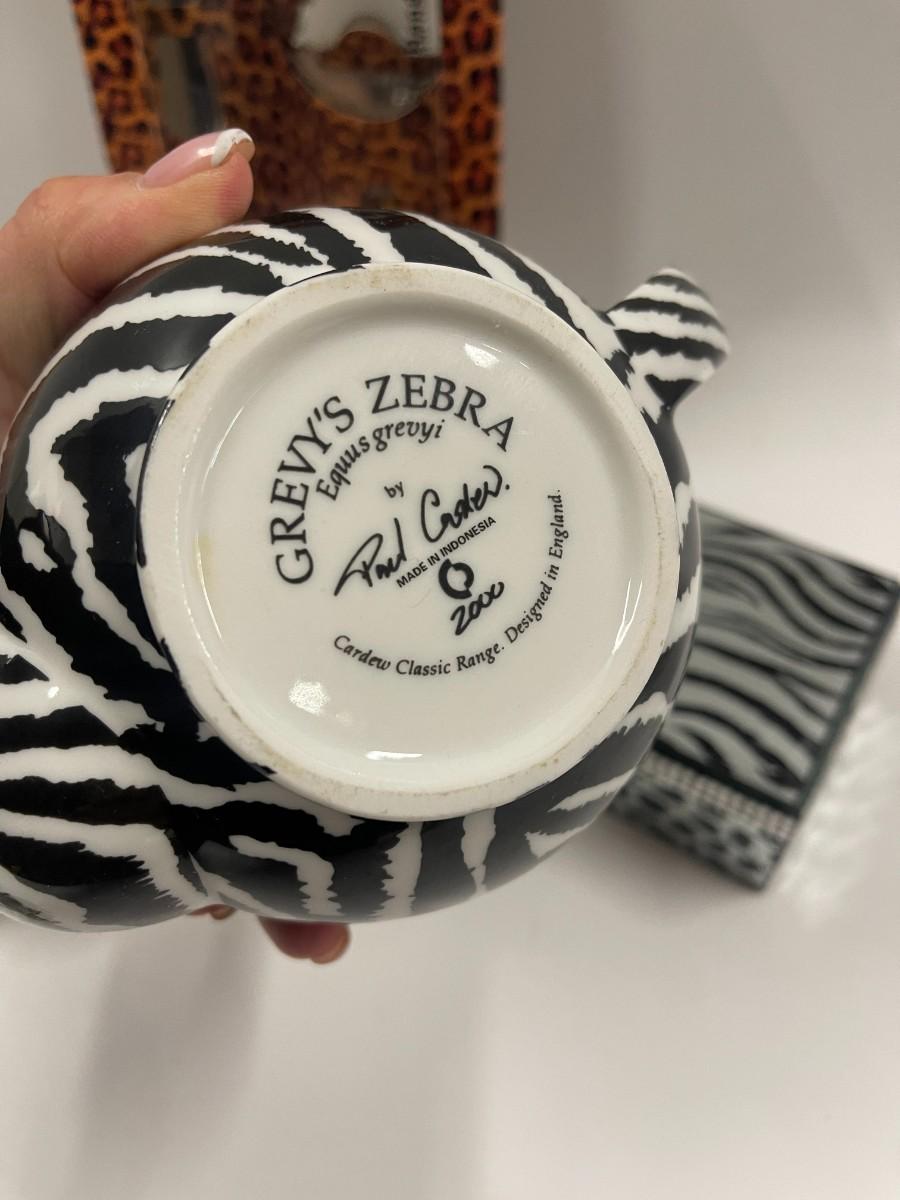 GREVY'S ZEBRA
Equus grevyi
by
Paul Cardew.
MADE IN INDONESIA
2000
Cardew Classic Range. Designed in England.